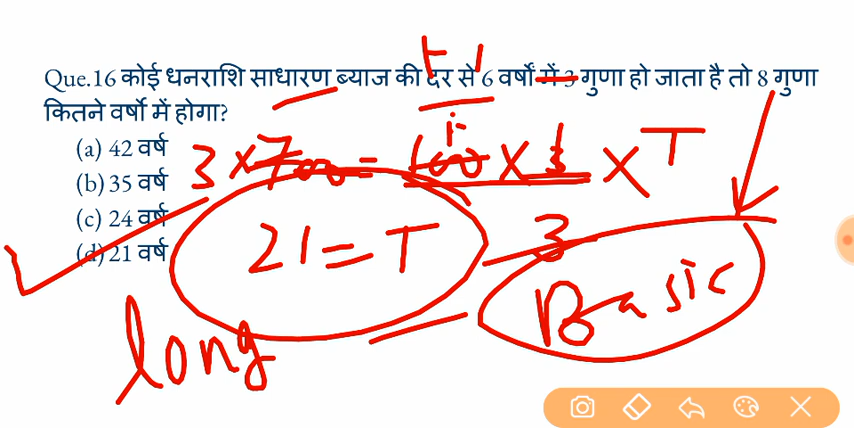 Que.16 कोई धनराशि साधारण ब्याज की दर से 6 वर्षों में 3 गुणा हो जाता है तो 8 गुणा
कितने वर्षो में होगा?
(a) 42 वर्ष
(b) 35 वर्ष
(c) 24 वर्ष
(d) 21 वर्ष
3 × 700 = 100 × 1 × T
3
21 = T
Basic
long